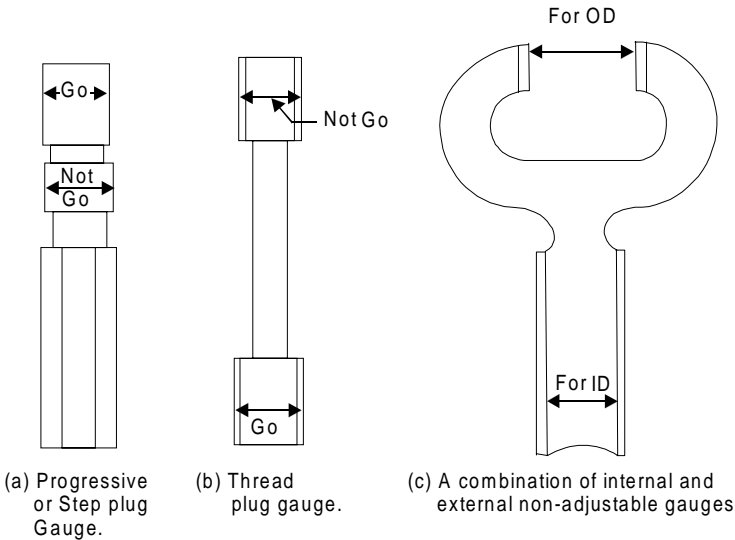 For OD
Go
Not Go
Not
Go
For ID
Go
(a) Progressive
or Step plug
Gauge.
(b) Thread
plug gauge.
(c) A combination of internal and
external non-adjustable gauges